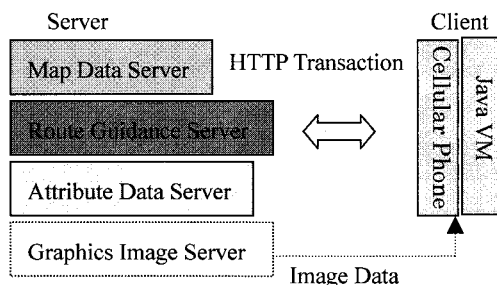 Server
Client
Map Data Server
HTTP Transaction
Route Guidance Server
Cellular Phone
Java VM
Attribute Data Server
Graphics Image Server
Image Data